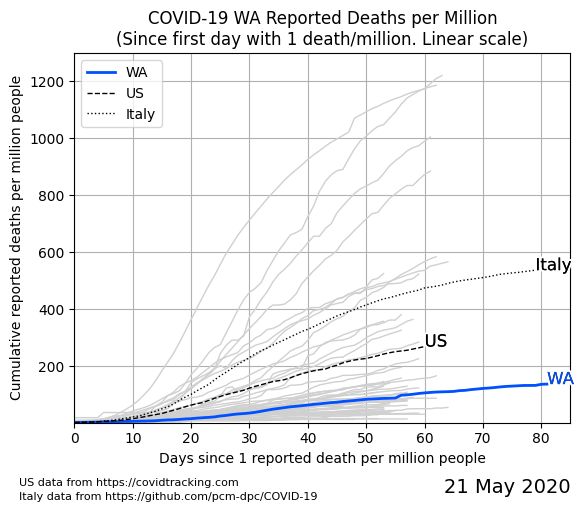 COVID-19 WA Reported Deaths per Million
(Since first day with 1 death/million. Linear scale)
WA
US
Italy
1200
1000
800
600
400
200
Cumulative reported deaths per million people
Italy
US
WA
0
10
20
30
40
50
60
70
80
Days since 1 reported death per million people
US data from https://covidtracking.com
Italy data from https://github.com/pcm-dpc/COVID-19
21 May 2020